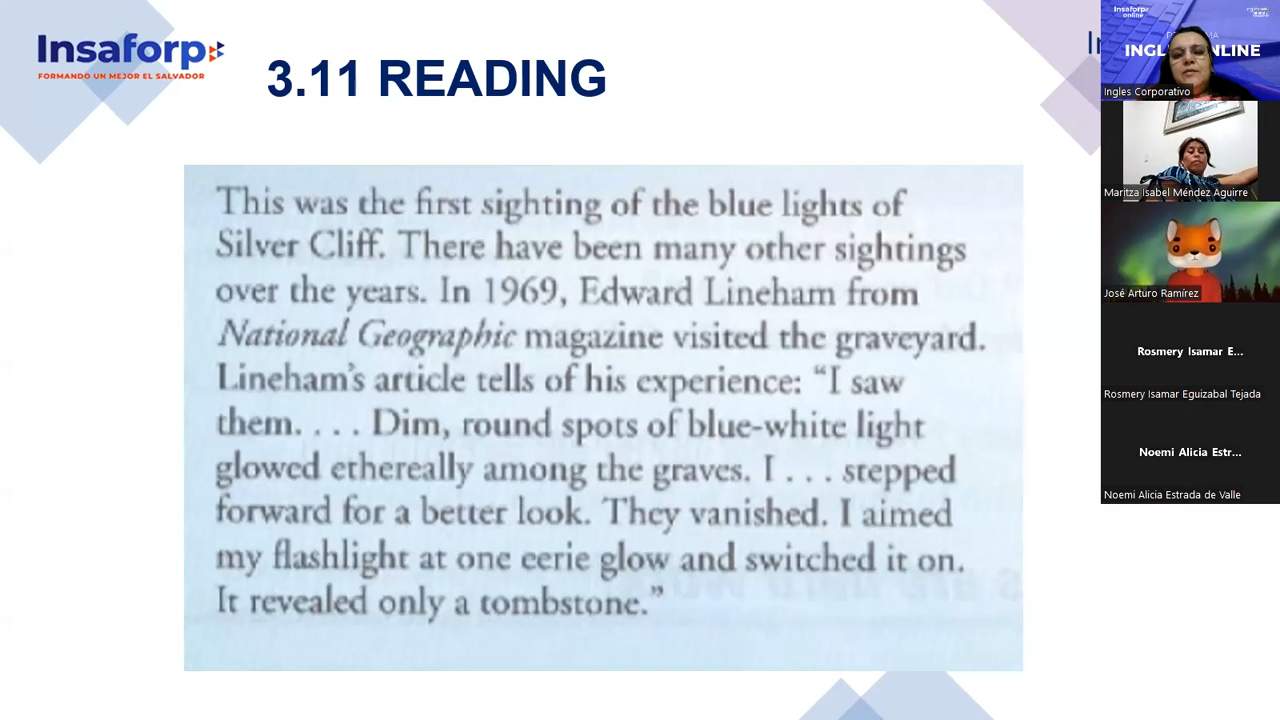 Insaforp
FORMANDO UN MEJOR EL SALVADOR
3.11 READING
This was the first sighting of the blue lights of
Silver Cliff. There have been many other sightings
over the years. In 1969, Edward Lineham from
National Geographic magazine visited the graveyard.
Lineham's article tells of his experience: “I saw
them. . . . Dim, round spots of blue-white light
glowed ethereally among the graves. I . . . stepped
forward for a better look. They vanished. I aimed
my flashlight at one eerie glow and switched it on.
It revealed only a tombstone.”
Insaforp
online
INGL ONLINE
Ingles Corporativo
Maritza Isabel Méndez Aguirre
José Arturo Ramírez
Rosmery Isamar E...
Rosmery Isamar Eguizabal Tejada
Noemi Alicia Estr...
Noemi Alicia Estrada de Valle